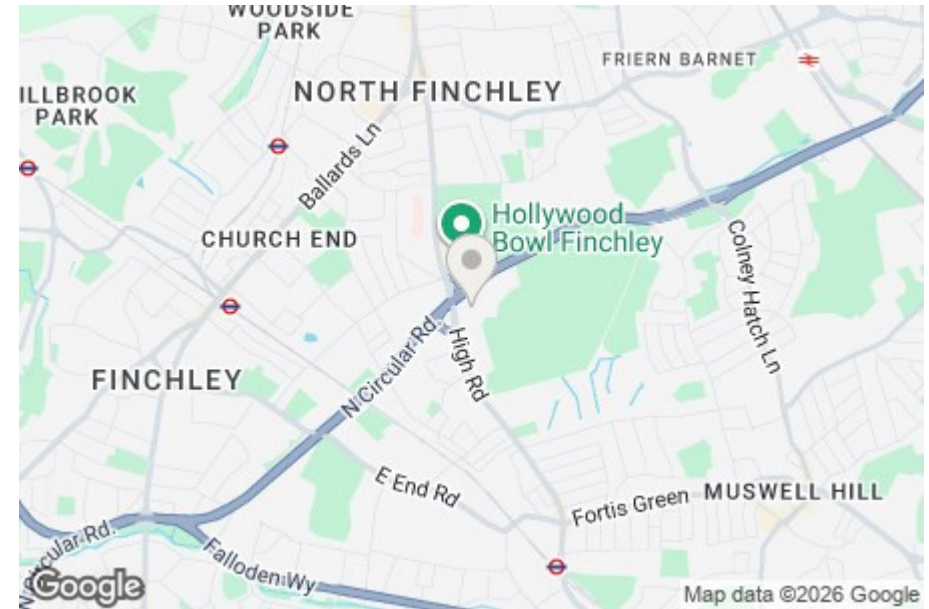 WOODSIDE
PARK
FRIERN BARNET
NORTH FINCHLEY
ILLBROOK
PARK
Ballards Ln
Hollywood
Bowl Finchley
CHURCH END
Colney Hatch Ln
N Circular Rd
High Rd
FINCHLEY
E End Rd
Fortis Green
MUSWELL HILL
N Circular Rd.
Falloden Wy
Google
Map data ©2026 Google